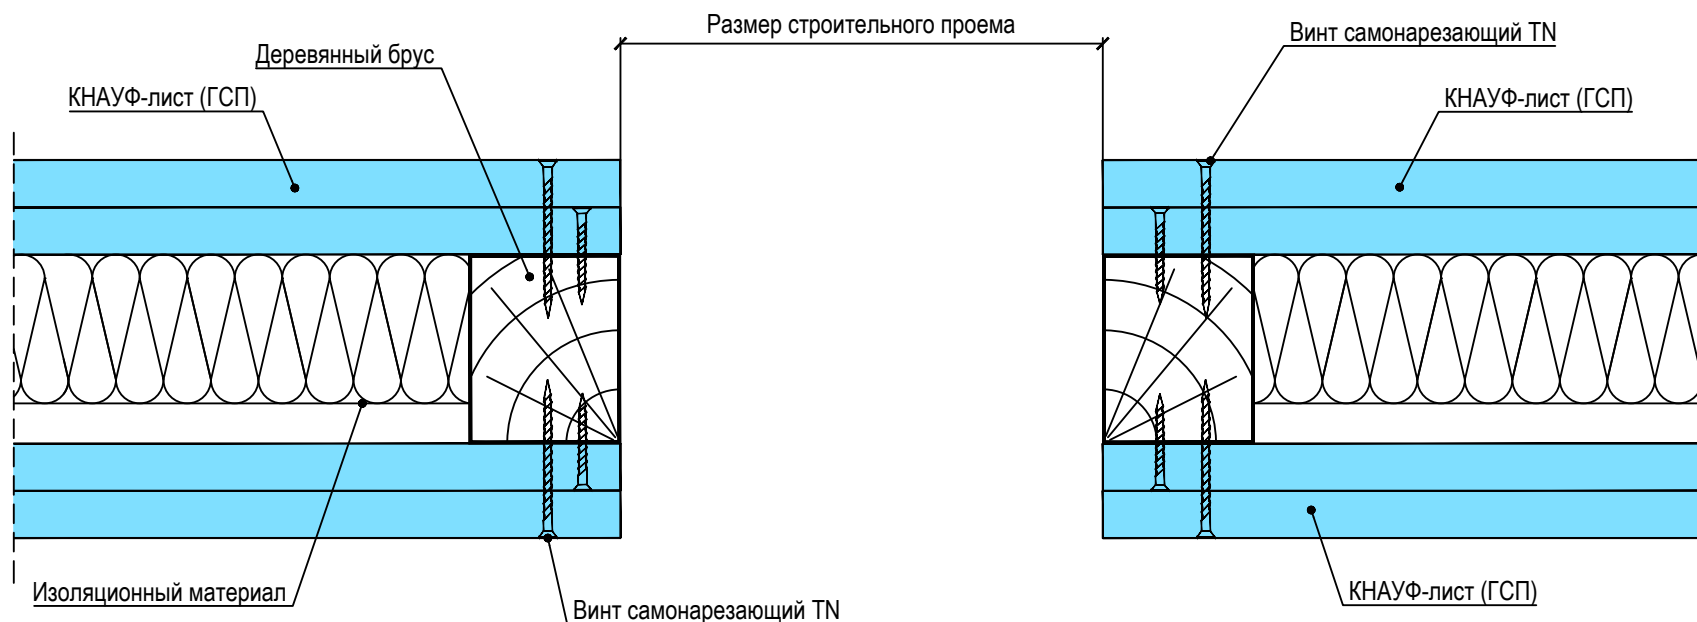 Размер строительного проема
Винт самонарезающий TN
Деревянный брус
КНАУФ-лист (ГСП)
КНАУФ-лист (ГСП)
Изоляционный материал
Винт самонарезающий TN
КНАУФ-лист (ГСП)